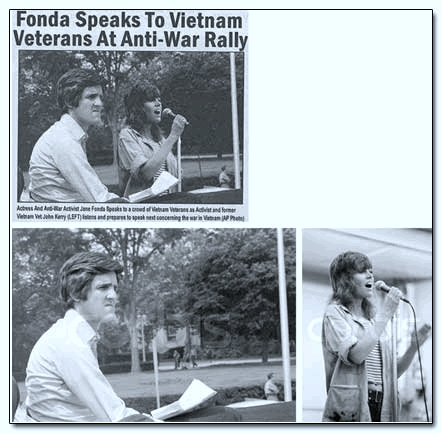 Fonda Speaks To Vietnam
Veterans At Anti-War Rally
Actress And Anti-War Activist Jane Fonda Speaks to a crowd of Vietnam Veterans as Activist and former
Vietnam Vet John Kerry (LEFT) listens and prepares to speak next concerning the war in Vietnam (AP Photo)